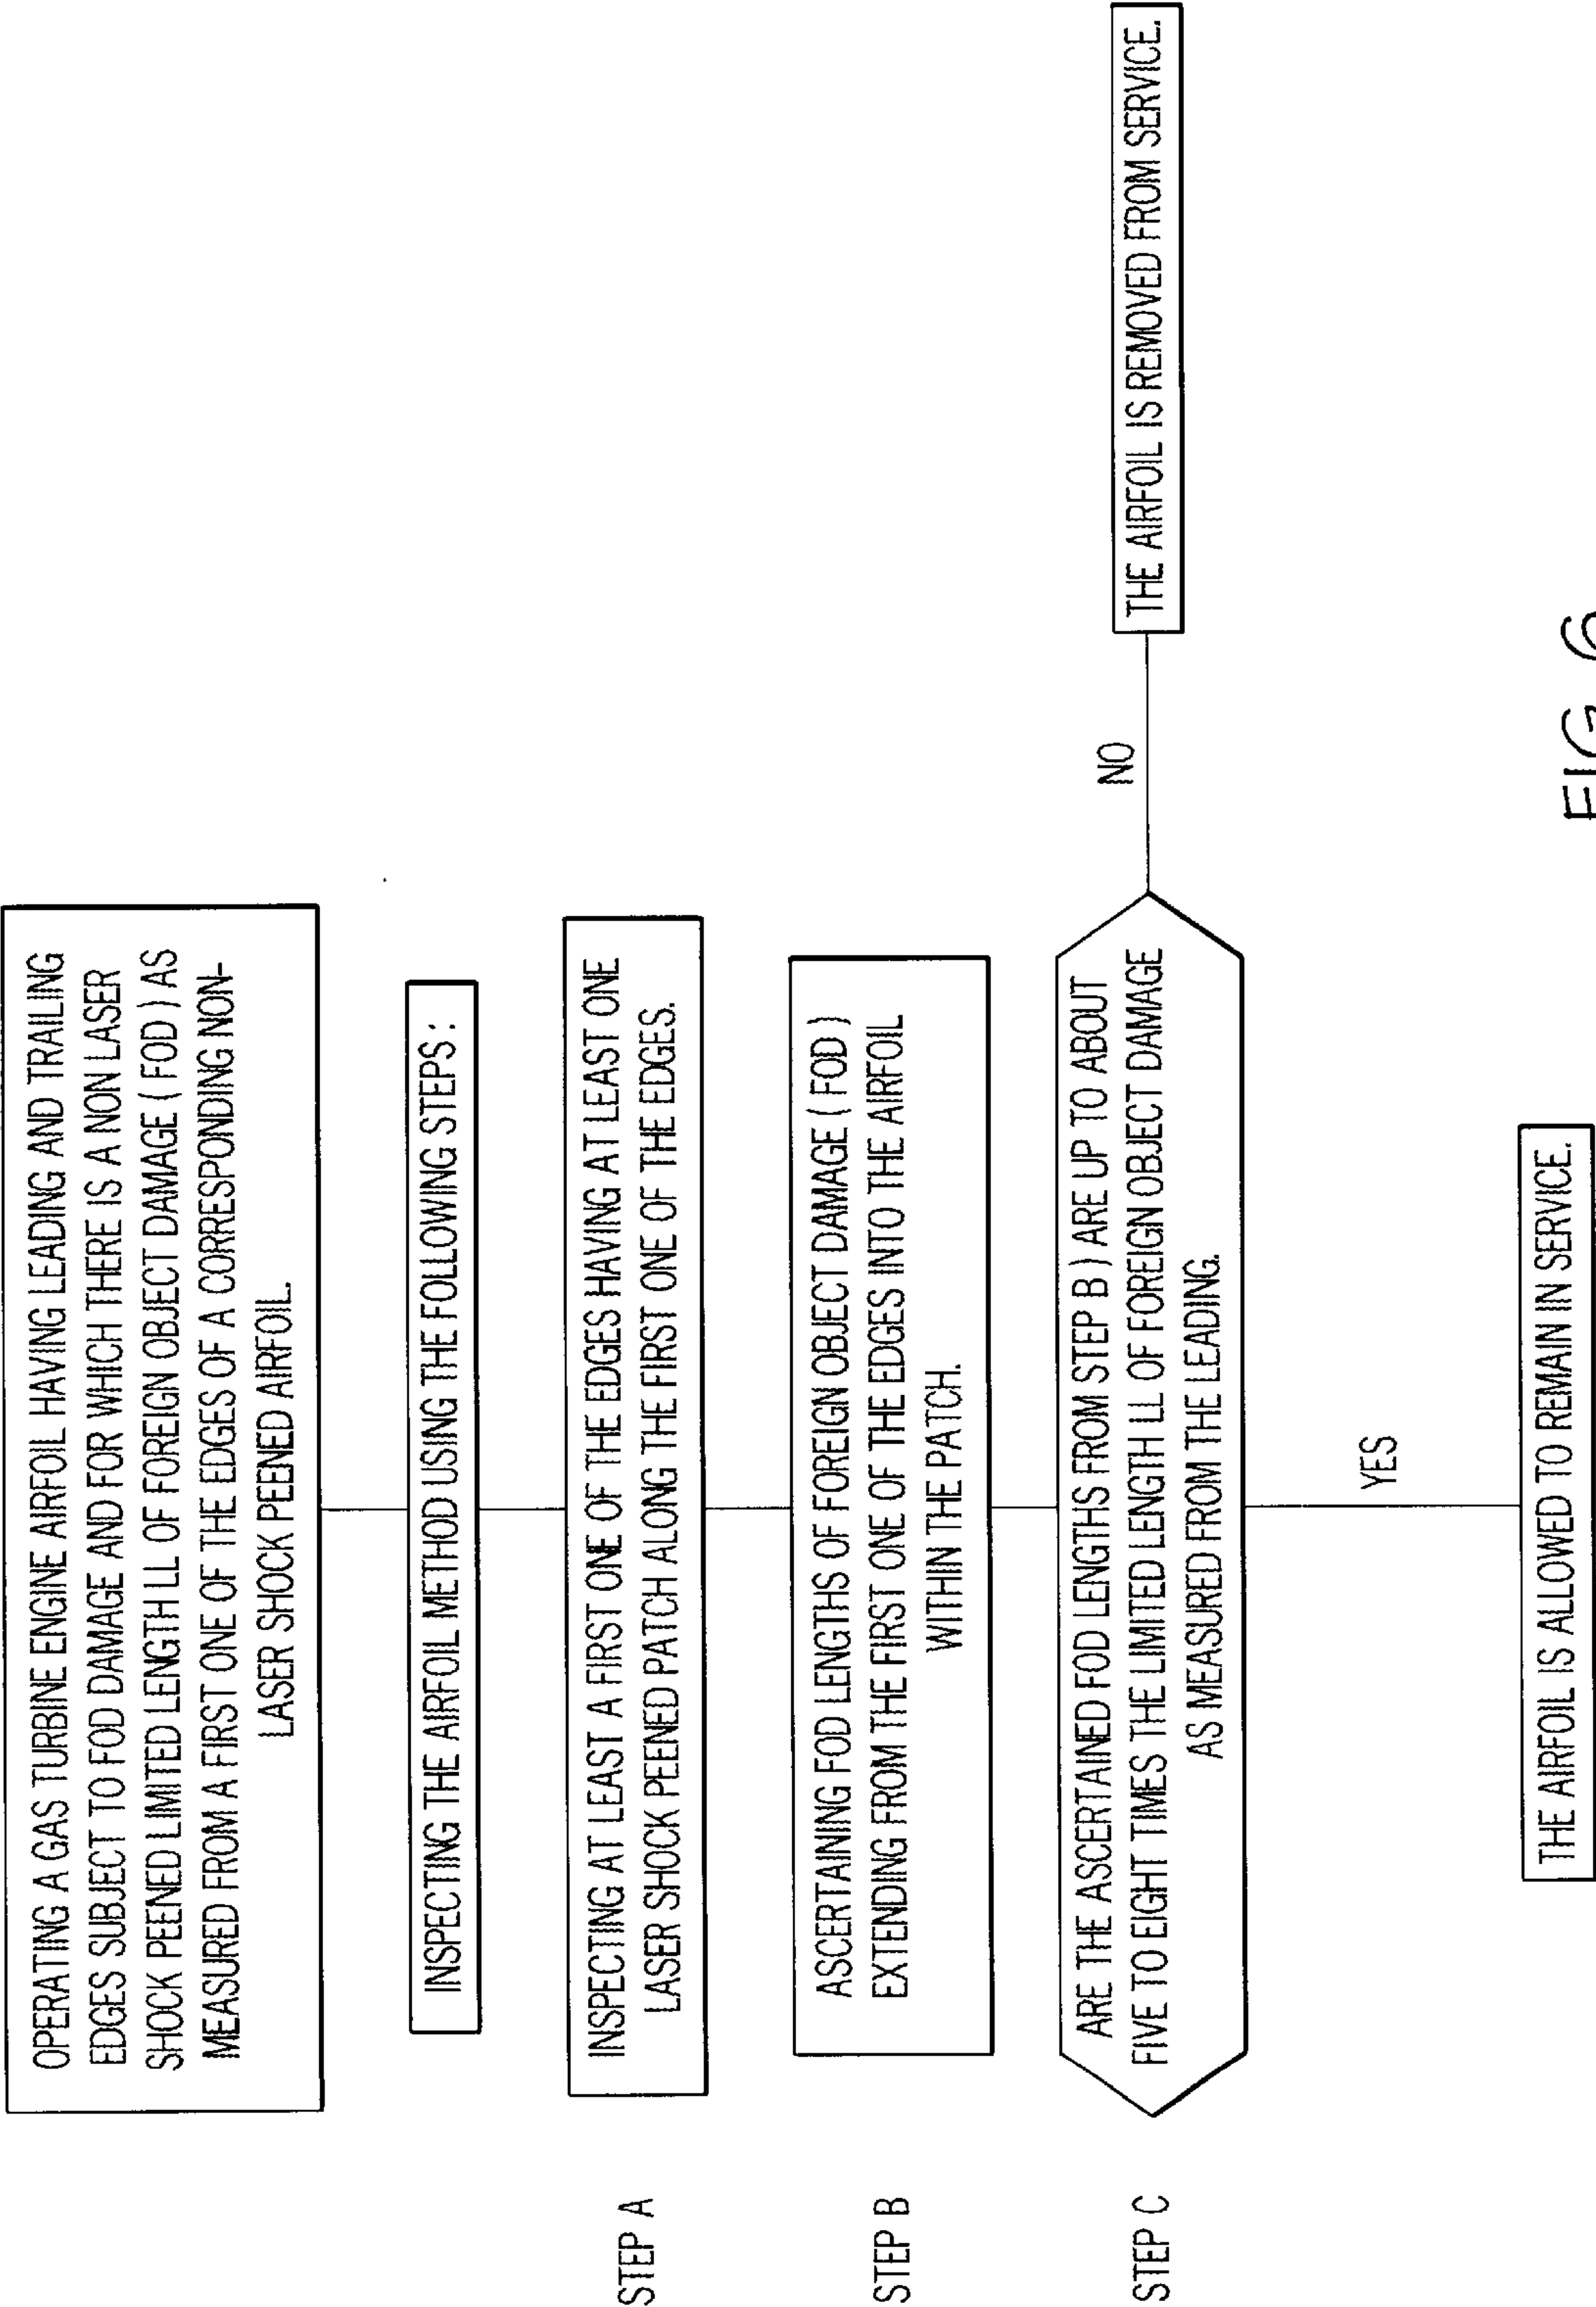 OPERATING A GAS TURBINE ENGINE AIRFOIL HAVING LEADING AND TRAILING
EDGES SUBJECT TO FOD DAMAGE AND FOR WHICH THERE IS A NON LASER
SHOCK PEENED LIMITED LENGTH LL OF FOREIGN OBJECT DAMAGE ( FOD ) AS
MEASURED FROM A FIRST ONE OF THE EDGES OF A CORRESPONDING NON-
LASER SHOCK PEENED AIRFOIL.
INSPECTING THE AIRFOIL METHOD USING THE FOLLOWING STEPS :
STEP A
INSPECTING AT LEAST A FIRST ONE OF THE EDGES HAVING AT LEAST ONE
LASER SHOCK PEENED PATCH ALONG THE FIRST ONE OF THE EDGES.
STEP B
ASCERTAINING FOD LENGTHS OF FOREIGN OBJECT DAMAGE ( FOD )
EXTENDING FROM THE FIRST ONE OF THE EDGES INTO THE AIRFOIL
WITHIN THE PATCH.
STEP C
ARE THE ASCERTAINED FOD LENGTHS FROM STEP B ) ARE UP TO ABOUT
FIVE TO EIGHT TIMES THE LIMITED LENGTH LL OF FOREIGN OBJECT DAMAGE
AS MEASURED FROM THE LEADING.
NO
THE AIRFOIL IS REMOVED FROM SERVICE.
YES
THE AIRFOIL IS ALLOWED TO REMAIN IN SERVICE.
FIG. 6